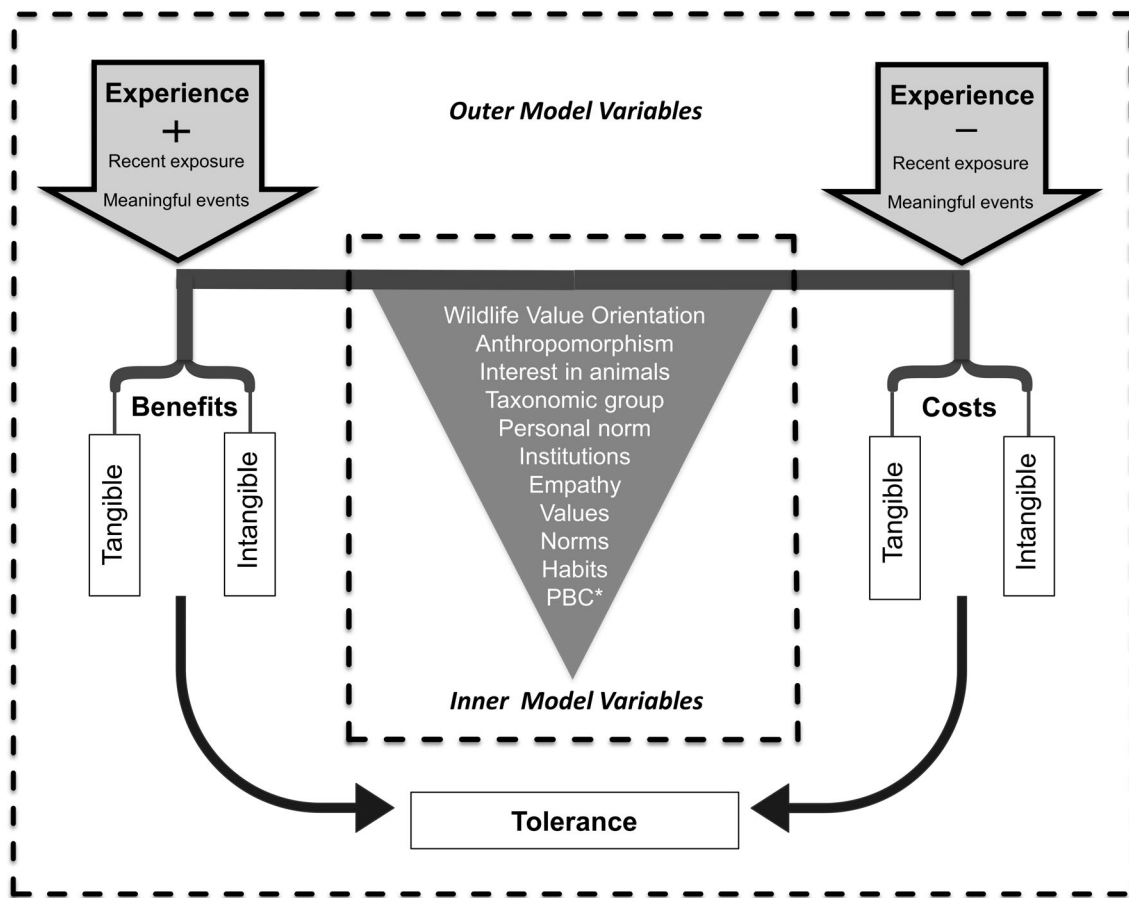 Experience
+
Recent exposure
Meaningful events
Outer Model Variables
Experience
−
Recent exposure
Meaningful events
Wildlife Value Orientation
Anthropomorphism
Interest in animals
Taxonomic group
Personal norm
Institutions
Empathy
Values
Norms
Habits
PBC*
Inner Model Variables
Benefits
Tangible
Intangible
Costs
Tangible
Intangible
Tolerance